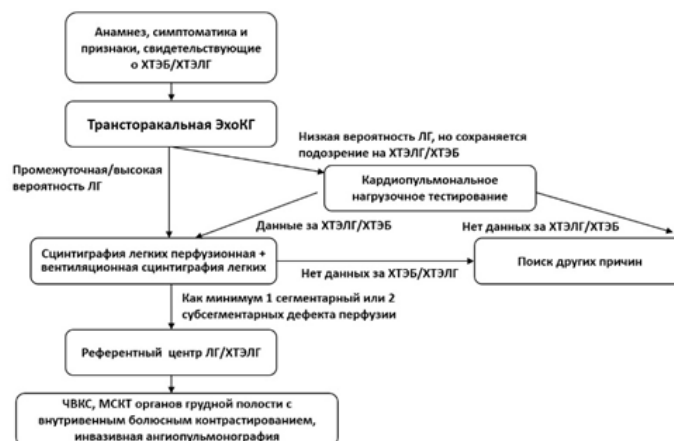 Анамнез, симптоматика и
признаки, свидетельствующие
о ХТЭБ/ХТЭЛГ
Трансторакальная ЭхоКГ
Низкая вероятность ЛГ, но сохраняется
подозрение на ХТЭЛГ/ХТЭБ
Промежуточная/высокая
вероятность ЛГ
Кардиопульмональное
нагрузочное тестирование
Данные за ХТЭЛГ/ХТЭБ
Нет данных за ХТЭЛГ/ХТЭБ
Сцинтиграфия легких перфузионная +
вентиляционная сцинтиграфия легких
Нет данных за ХТЭБ/ХТЭЛГ
Поиск других причин
Как минимум 1 сегментарный или 2
субсегментарных дефекта перфузии
Референтный центр ЛГ/ХТЭЛГ
ЧВКС, МСКТ органов грудной полости с
внутривенным болюсным контрастированием,
инвазивная ангиопульмонография